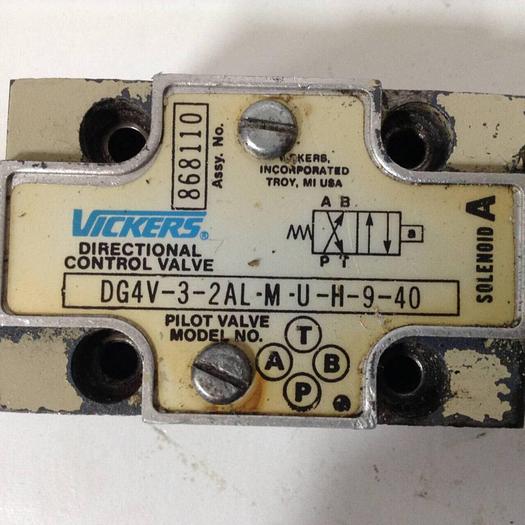 868110
Assy. No.
VICKERS,
INCORPORATED
TROY, MI USA
VICKERS®
DIRECTIONAL
CONTROL VALVE
A B
a
P T
SOLENOID A
DG4V-3-2AL-M-U-H-9-40
PILOT VALVE
MODEL NO.
T
A
B
P